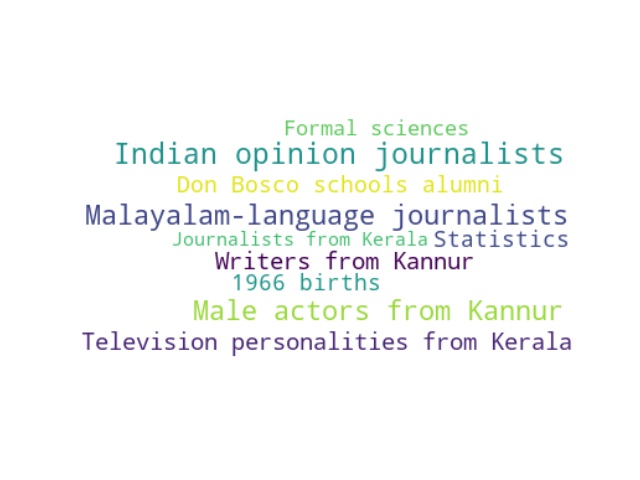 Formal sciences
Indian opinion journalists
Don Bosco schools alumni
Malayalam-language journalists
Journalists from Kerala Statistics
Writers from Kannur
1966 births
Male actors from Kannur
Television personalities from Kerala